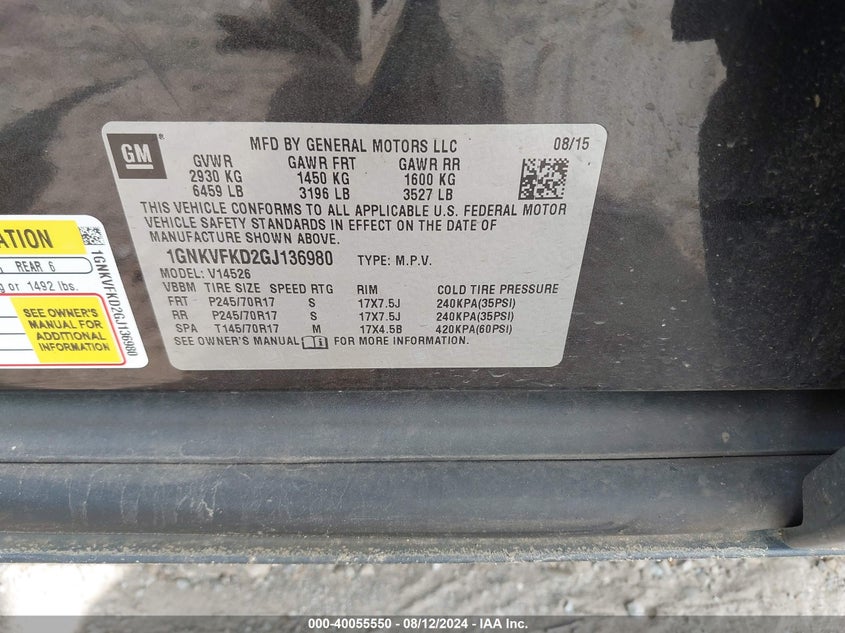 GM
MFD BY GENERAL MOTORS LLC 08/15
GVWR GAWR FRT GAWR RR
2930 KG 1450 KG 1600 KG
6459 LB 3196 LB 3527 LB
THIS VEHICLE CONFORMS TO ALL APPLICABLE U.S. FEDERAL MOTOR
VEHICLE SAFETY STANDARDS IN EFFECT ON THE DATE OF
MANUFACTURE SHOWN ABOVE.
1GNKVFKD2GJ136980 TYPE: M.P.V.
MODEL: V14526
VBBM TIRE SIZE SPEED RTG RIM COLD TIRE PRESSURE
FRT P245/70R17 S 17X7.5J 240KPA(35PSI)
RR P245/70R17 S 17X7.5J 240KPA(35PSI)
SPA T145/70R17 M 17X4.5B 420KPA(60PSI)
SEE OWNER'S MANUAL FOR MORE INFORMATION.
REAR 6
or 1492 lbs.
SEE OWNER'S
MANUAL FOR
ADDITIONAL
INFORMATION
1GNKVFKD2GJ136980
000-40055550 - 08/12/2024 - IAA Inc.